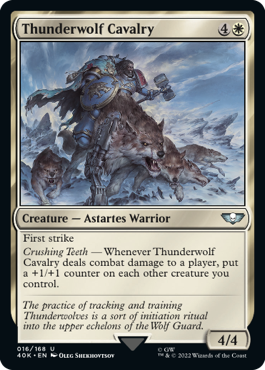 Thunderwolf Cavalry 4
Creature — Astartes Warrior
First strike
Crushing Teeth — Whenever Thunderwolf
Cavalry deals combat damage to a player, put
a +1/+1 counter on each other creature you
control.
The practice of tracking and training
Thunderwolves is a sort of initiation ritual
into the upper echelons of the Wolf Guard.
4/4
016/168 U
40K • EN OLEG SHEKHOVTSOV
© GW
™ & © 2022 Wizards of the Coast